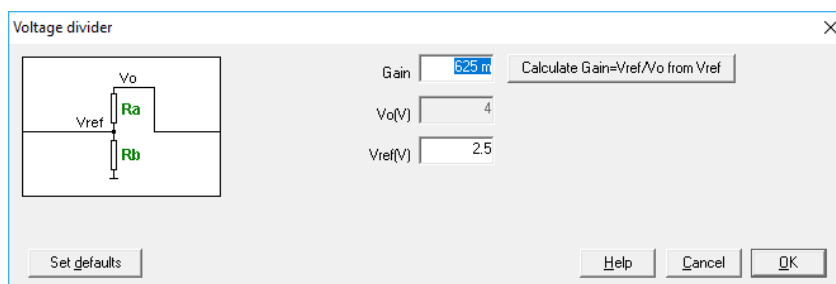 Voltage divider
Vo
Ra
Vref
Rb
Gain 625 m Calculate Gain=Vref/Vo from Vref
Vo(V) 4
Vref(V) 2.5
Set defaults Help Cancel OK